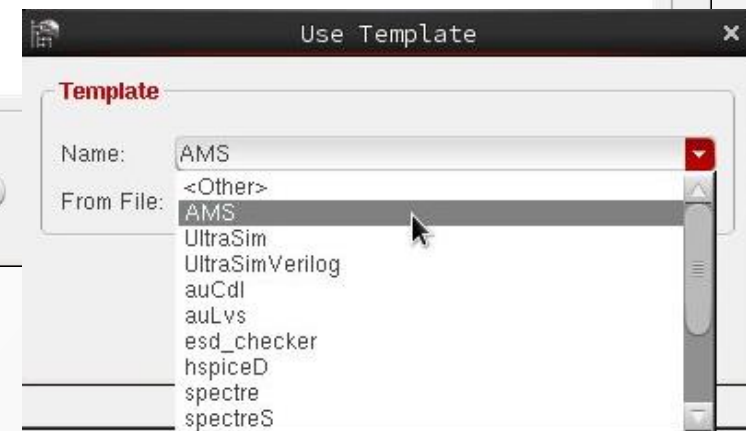 Use Template
Template
Name: AMS
<Other>
From File: AMS
UltraSim
UltraSimVerilog
auCdl
auLvs
esd_checker
hspiceD
spectre
spectreS